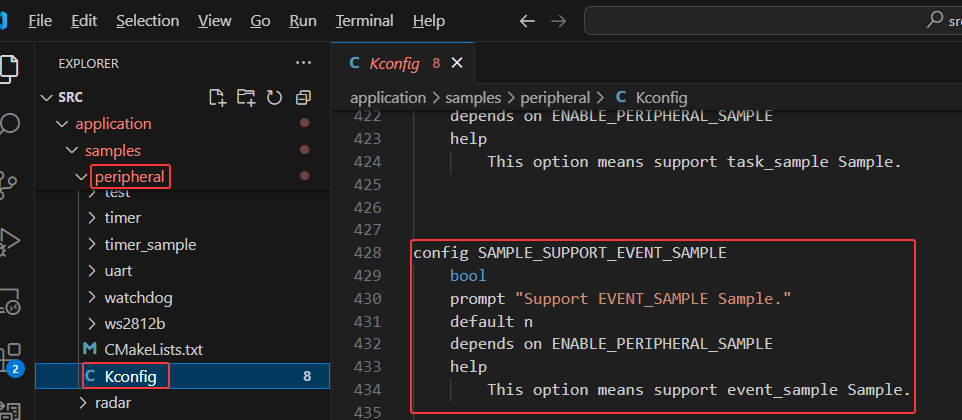 File Edit Selection View Go Run Terminal Help
EXPLORER
SRC
application
samples
peripheral
test
timer
timer_sample
uart
watchdog
ws2812b
CMakeLists.txt
Kconfig 8
radar
2
Kconfig 8
application > samples > peripheral > C Kconfig
422 depends on ENABLE_PERIPHERAL_SAMPLE
423 help
424 This option means support task_sample Sample.
425
426
427
428 config SAMPLE_SUPPORT_EVENT_SAMPLE
429 bool
430 prompt "Support EVENT_SAMPLE Sample."
431 default n
432 depends on ENABLE_PERIPHERAL_SAMPLE
433 help
434 This option means support event_sample Sample.
435